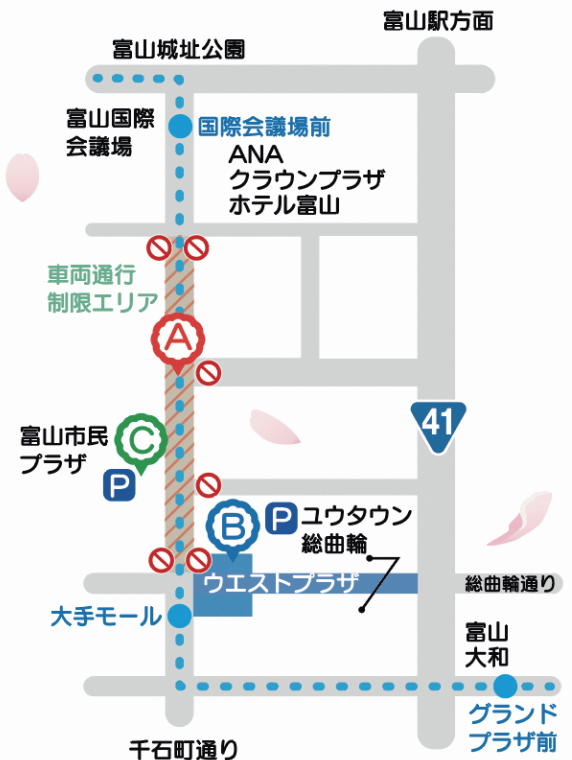 富山駅方面
富山城址公園
富山国際
会議場
国際会議場前
ANA
クラウンプラザ
ホテル富山
車両通行
制限エリア
A
41
富山市民
プラザ
C
P
B
P
ユウタウン
総曲輪
ウエストプラザ
総曲輪通り
大手モール
富山
大和
グランド
プラザ前
千石町通り